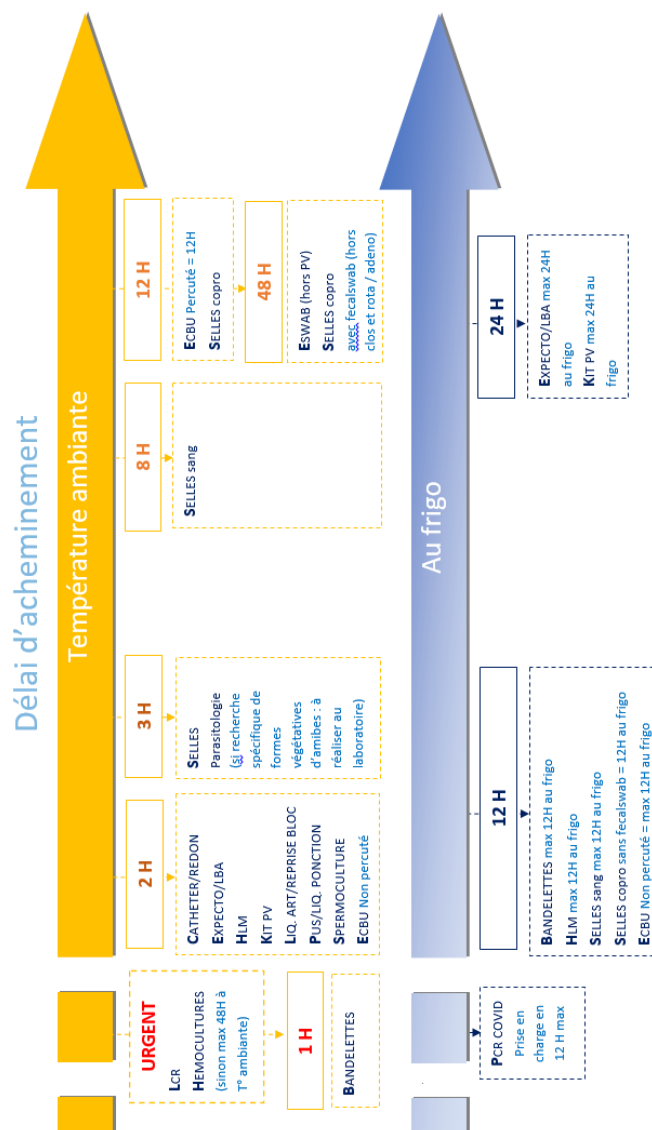 Délai d'acheminement
Température ambiante
URGENT
LCR
HEMOCULTURES
(sinon max 48H à
T° ambiante)
1 H
BANDELETTES
2 H
CATHETER/REDON
EXPECTO/LBA
HLM
KIT PV
LIQ. ART/REPRISE BLOC
PUS/LIQ. PONCTION
SPERMOCULTURE
ECBU Non percuté
3 H
SELLES
Parasitologie
(si recherche
spécifique de
formes
végétatives
d'amibes : à
réaliser au
laboratoire)
8 H
SELLES sang
12 H
ECBU Percuté = 12H
SELLES copro
48 H
ESWAB (hors PV)
SELLES copro
avec fecalswab (hors
clos et rota / adeno)
Au frigo
PCR COVID
Prise en
charge en
12 H max
12 H
BANDELETTES max 12H au frigo
HLM max 12H au frigo
SELLES sang max 12H au frigo
SELLES copro sans fecalswab = 12H au frigo
ECBU Non percuté = max 12H au frigo
24 H
EXPECTO/LBA max 24H
au frigo
KIT PV max 24H au
frigo